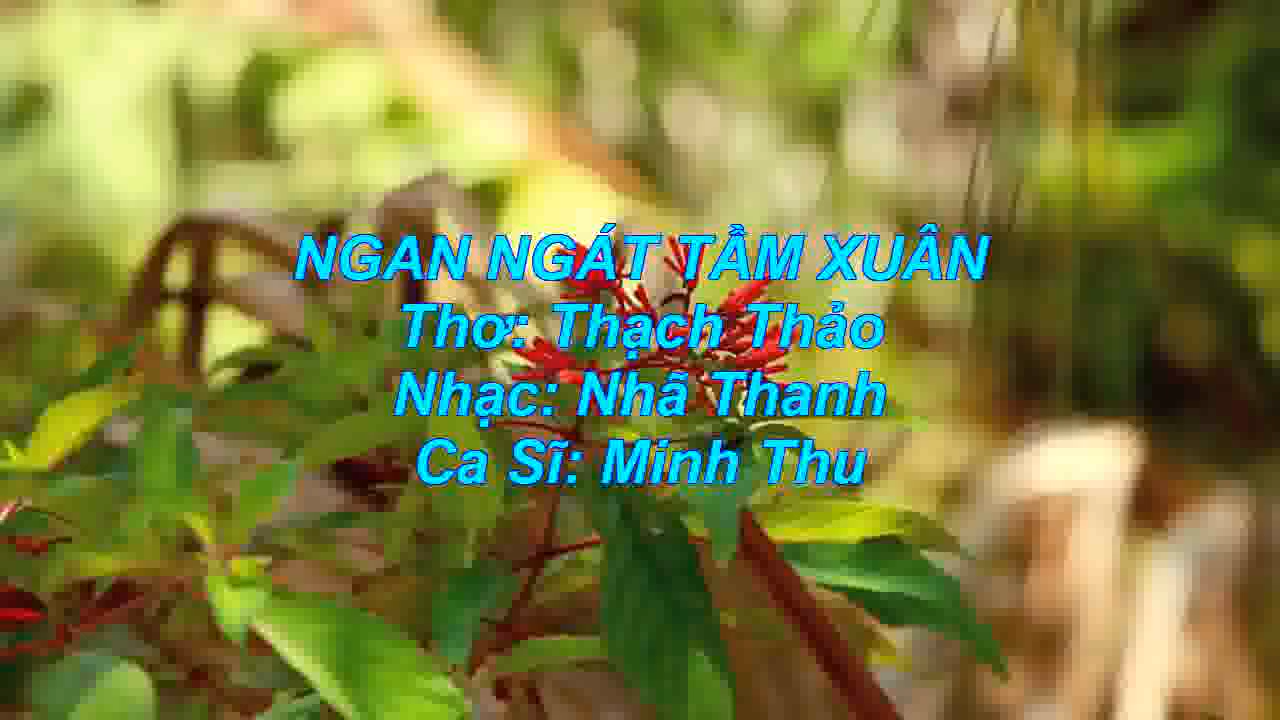 NGAN NGÁT TẦM XUÂN
Thơ: Thạch Thảo
Nhạc: Nhã Thanh
Ca Sĩ: Minh Thu